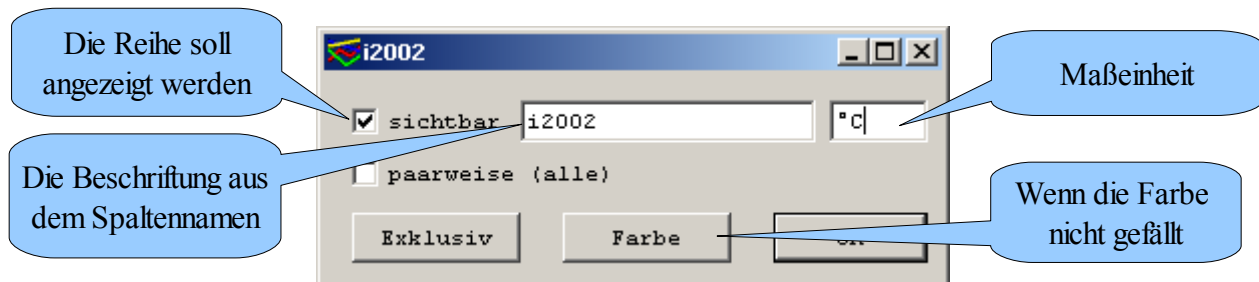 Die Reihe soll
angezeigt werden
i2002
Maßeinheit
sichtbar i2002 °C
Die Beschriftung aus
dem Spaltennamen
paarweise (alle)
Wenn die Farbe
nicht gefällt
Exklusiv Farbe